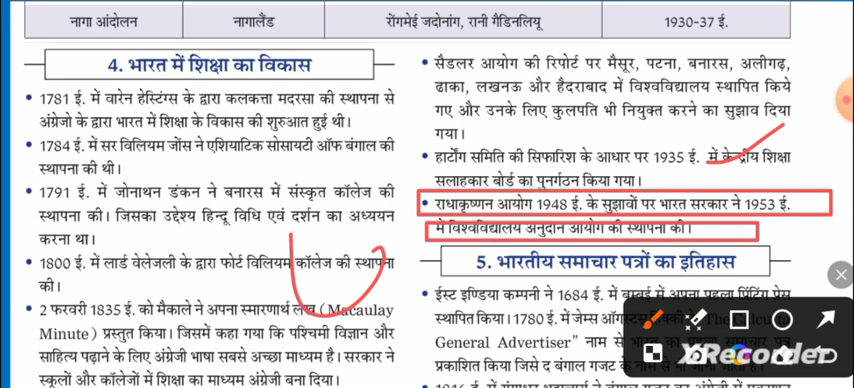 नागा आंदोलन नागालैंड रोंगमेई जदोनांग, रानी गैडिनलियू 1930-37 ई.
4. भारत में शिक्षा का विकास
• 1781 ई. में वारेन हेस्टिंग्स के द्वारा कलकत्ता मदरसा की स्थापना से
अंग्रेजो के द्वारा भारत में शिक्षा के विकास की शुरुआत हुई थी।
• 1784 ई. में सर विलियम जोंस ने एशियाटिक सोसायटी ऑफ बंगाल की
स्थापना की थी।
• 1791 ई. में जोनाथन डंकन ने बनारस में संस्कृत कॉलेज की
स्थापना की। जिसका उद्देश्य हिन्दू विधि एवं दर्शन का अध्ययन
करना था।
• 1800 ई. में लार्ड वेलेजली के द्वारा फोर्ट विलियम कॉलेज की स्थापना
की।
• 2 फरवरी 1835 ई. को मैकाले ने अपना स्मारणार्थ लेख (Macaulay
Minute) प्रस्तुत किया। जिसमें कहा गया कि पश्चिमी विज्ञान और
साहित्य पढ़ाने के लिए अंग्रेजी भाषा सबसे अच्छा माध्यम है। सरकार ने
स्कूलों और कॉलेजों में शिक्षा का माध्यम अंग्रेजी बना दिया।
• सैडलर आयोग की रिपोर्ट पर मैसूर, पटना, बनारस, अलीगढ़,
ढाका, लखनऊ और हैदराबाद में विश्वविद्यालय स्थापित किये
गए और उनके लिए कुलपति भी नियुक्त करने का सुझाव दिया
गया।
• हार्टोंग समिति की सिफारिश के आधार पर 1935 ई. में केन्द्रीय शिक्षा
सलाहकार बोर्ड का पुनर्गठन किया गया।
• राधाकृष्णन आयोग 1948 ई. के सुझावों पर भारत सरकार ने 1953 ई.
में विश्वविद्यालय अनुदान आयोग की स्थापना की।
5. भारतीय समाचार पत्रों का इतिहास
• ईस्ट इण्डिया कम्पनी ने 1684 ई. में बम्बई में अपना पहला प्रिंटिंग प्रेस
स्थापित किया। 1780 ई. में जेम्स
General Advertiser” नाम से
प्रकाशित किया जिसे द बंगाल गजट के नाम से भी जाना जाता है।
XRecorder